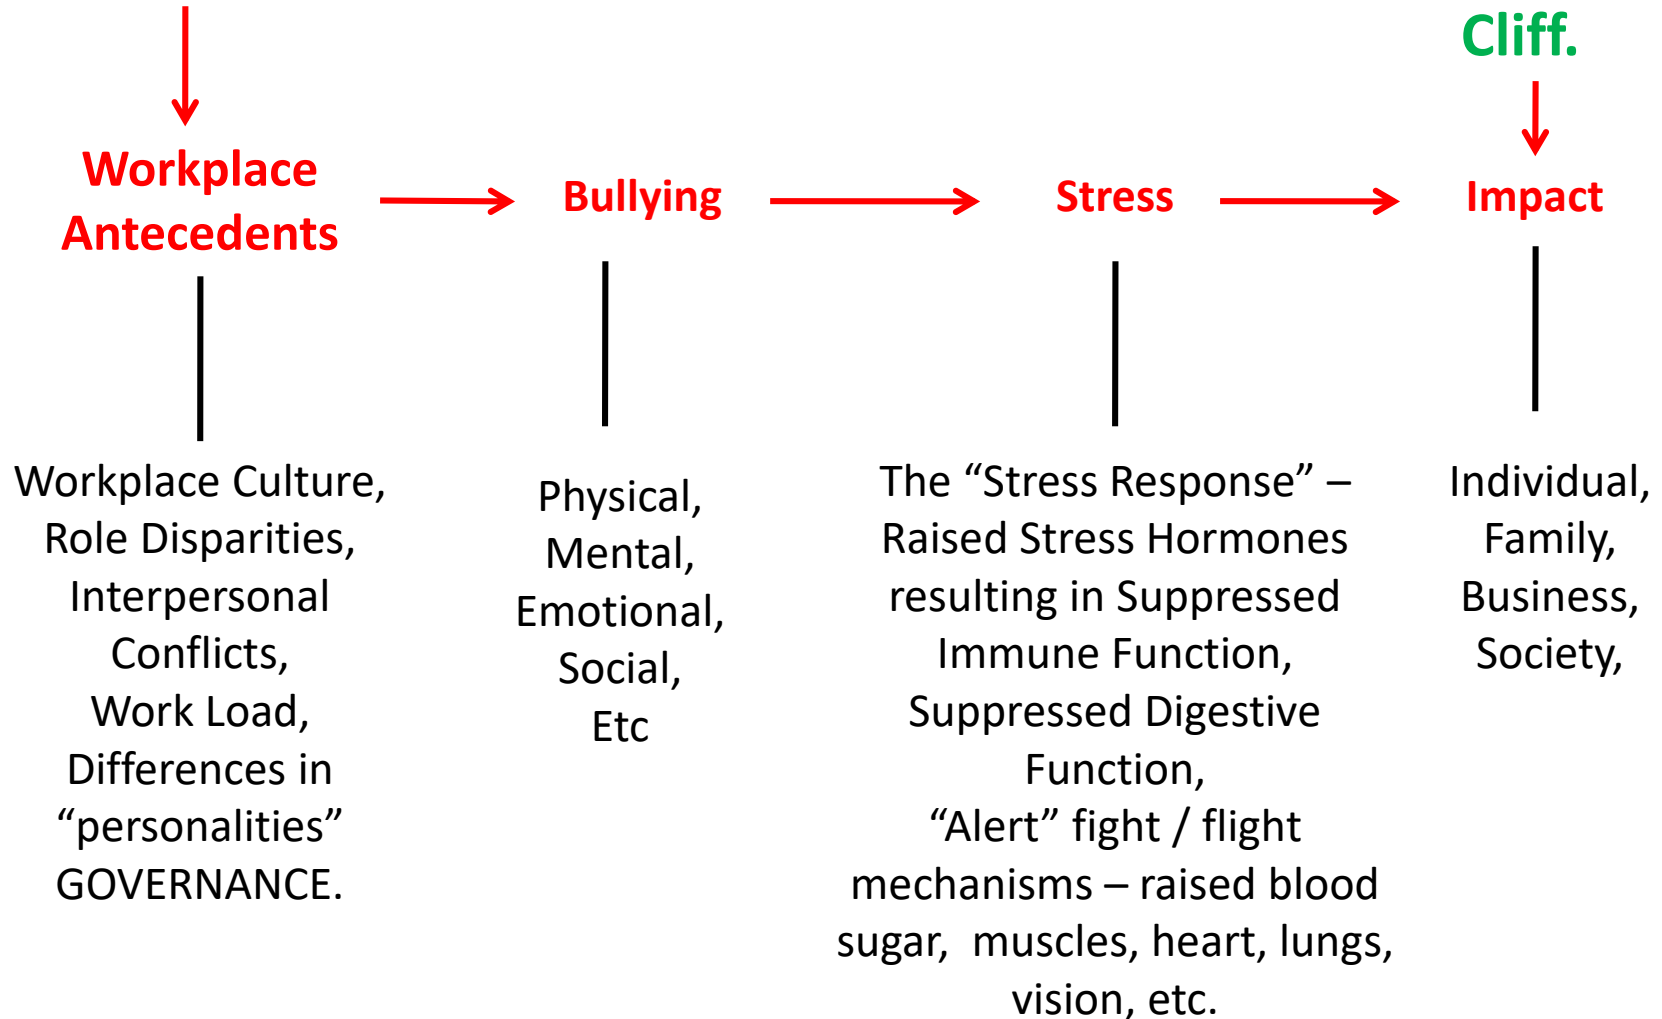 Cliff.
Workplace
Antecedents
Bullying
Stress
Impact
Workplace Culture,
Role Disparities,
Interpersonal
Conflicts,
Work Load,
Differences in
“personalities”
GOVERNANCE.
Physical,
Mental,
Emotional,
Social,
Etc
The “Stress Response” –
Raised Stress Hormones
resulting in Suppressed
Immune Function,
Suppressed Digestive
Function,
“Alert” fight / flight
mechanisms – raised blood
sugar,  muscles, heart, lungs,
vision, etc.
Individual,
Family,
Business,
Society,